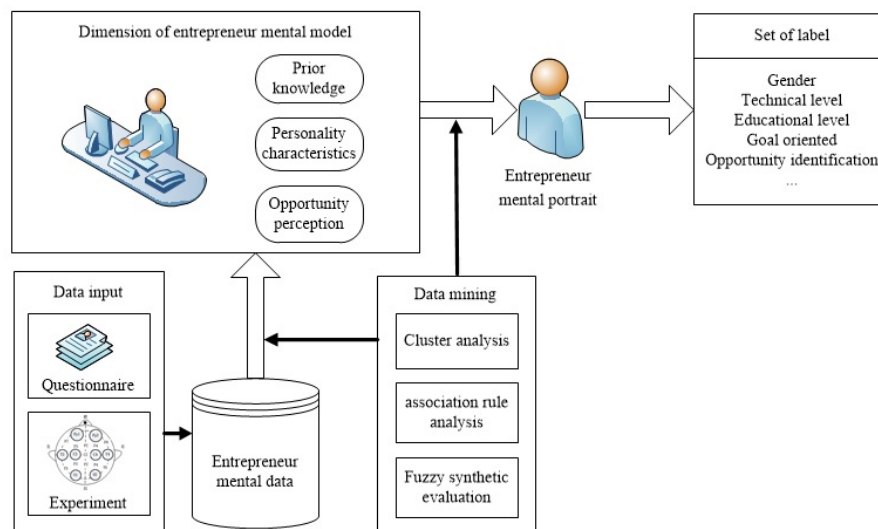 Dimension of entrepreneur mental model
Prior
knowledge
Personality
characteristics
Opportunity
perception
Entrepreneur
mental portrait
Set of label
Gender
Technical level
Educational level
Goal oriented
Opportunity identification
...
Data input
Questionnaire
Experiment
Entrepreneur
mental data
Data mining
Cluster analysis
association rule
analysis
Fuzzy synthetic
evaluation